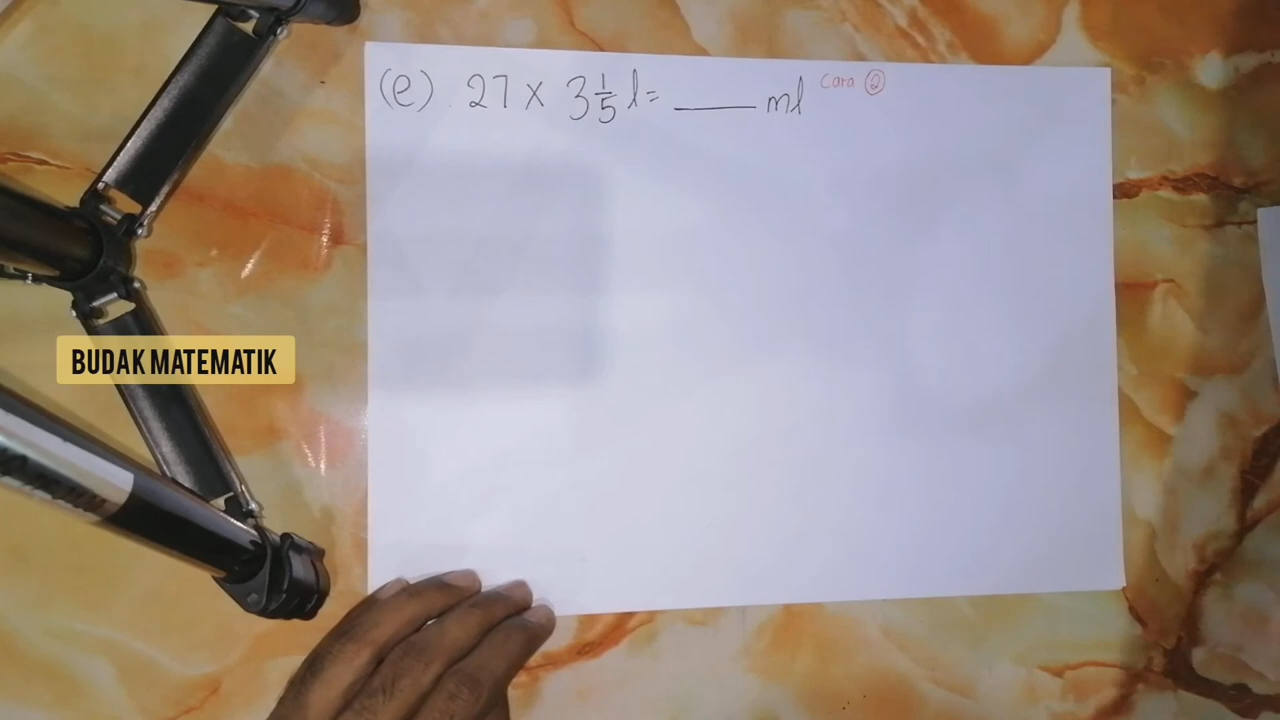 (e) 27 × 3 1/5 l = ____ ml Cara ②
BUDAK MATEMATIK